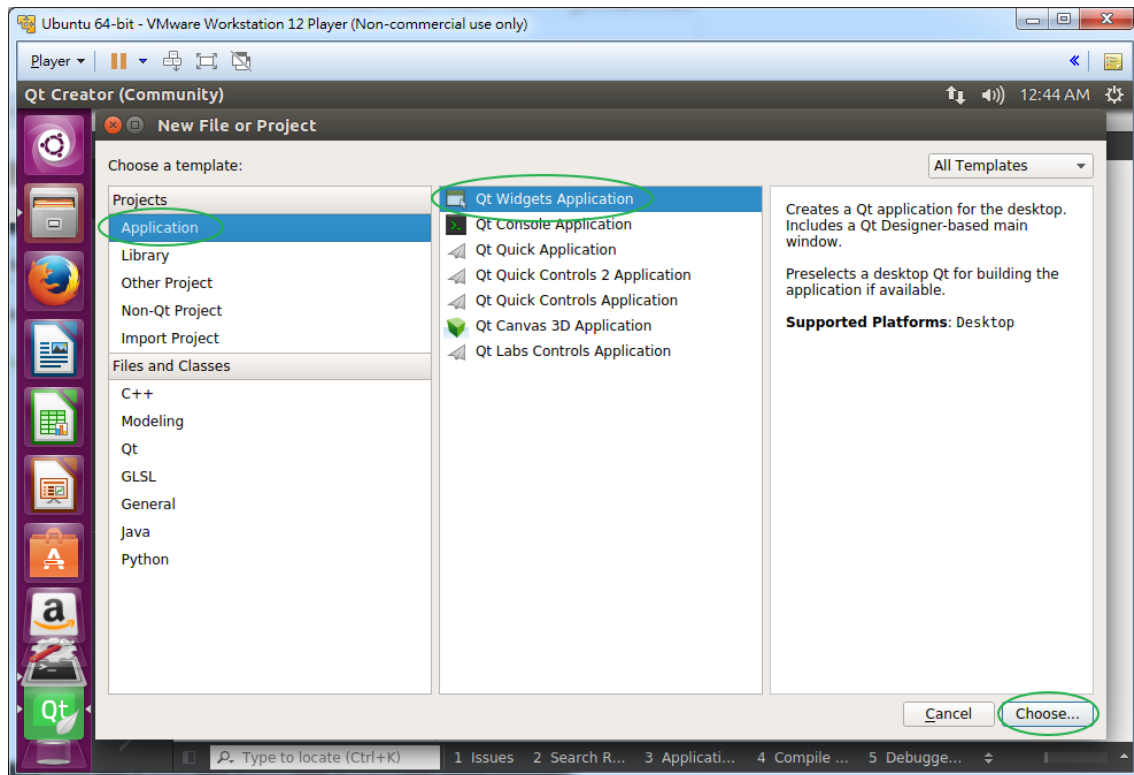 Ubuntu 64-bit - VMware Workstation 12 Player (Non-commercial use only)
Player
Qt Creator (Community)
12:44 AM
New File or Project
Choose a template:
All Templates
Projects
Application
Library
Other Project
Non-Qt Project
Import Project
Files and Classes
C++
Modeling
Qt
GLSL
General
Java
Python
Qt Widgets Application
Qt Console Application
Qt Quick Application
Qt Quick Controls 2 Application
Qt Quick Controls Application
Qt Canvas 3D Application
Qt Labs Controls Application
Creates a Qt application for the desktop.
Includes a Qt Designer-based main
window.
Preselects a desktop Qt for building the
application if available.
Supported Platforms: Desktop
Cancel
Choose...
Qt
Type to locate (Ctrl+K)
1 Issues
2 Search R...
3 Applicati...
4 Compile ...
5 Debugge...